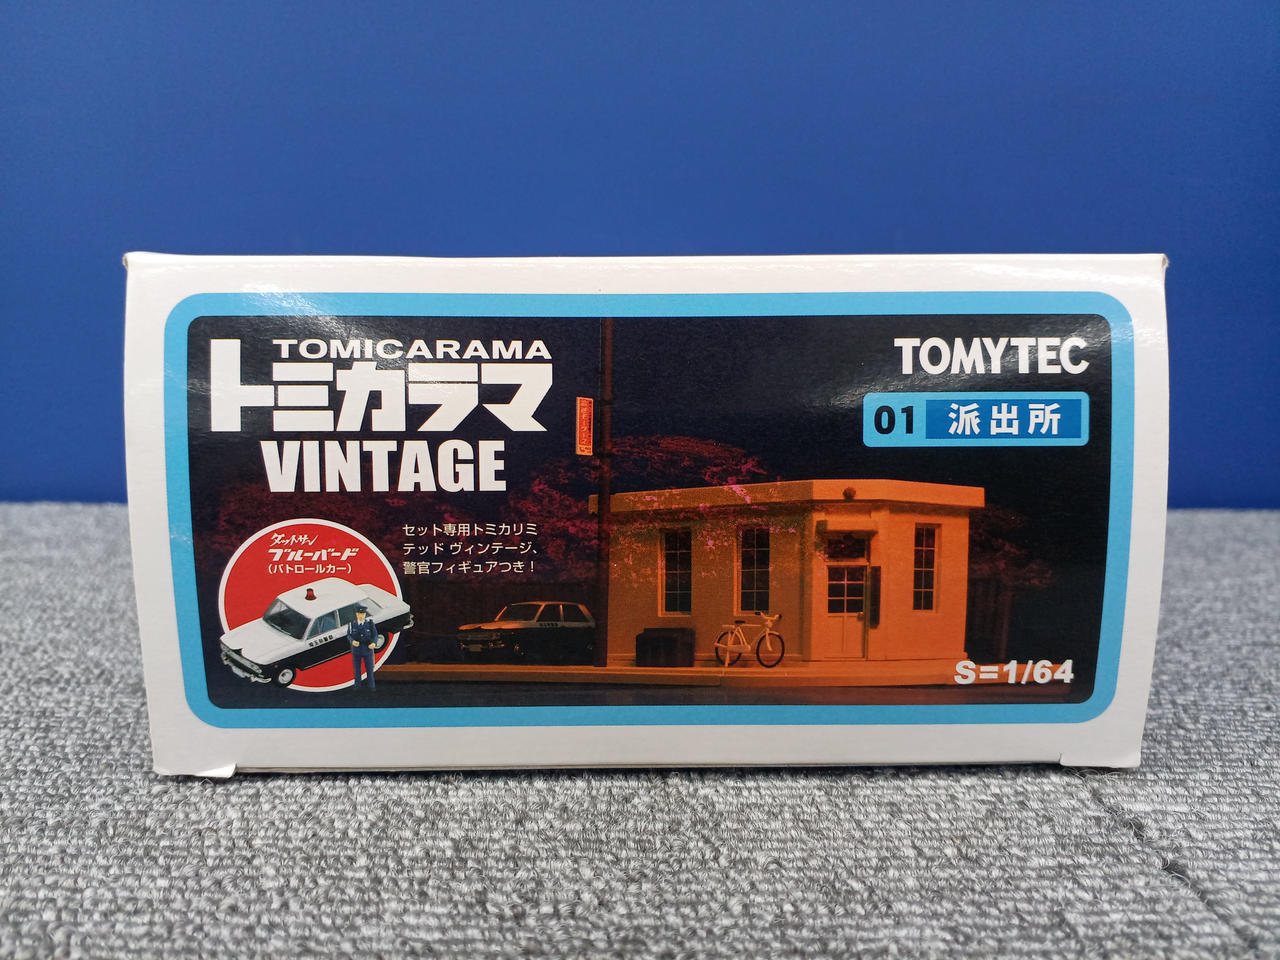 TOMICARAMA
トミカラマ
VINTAGE
TOMYTEC
01 派出所
ダットサン
ブルーバード
(パトロールカー)
セット専用トミカリミ
テッド ヴィンテージ、
警官フィギュアつき！
S=1/64